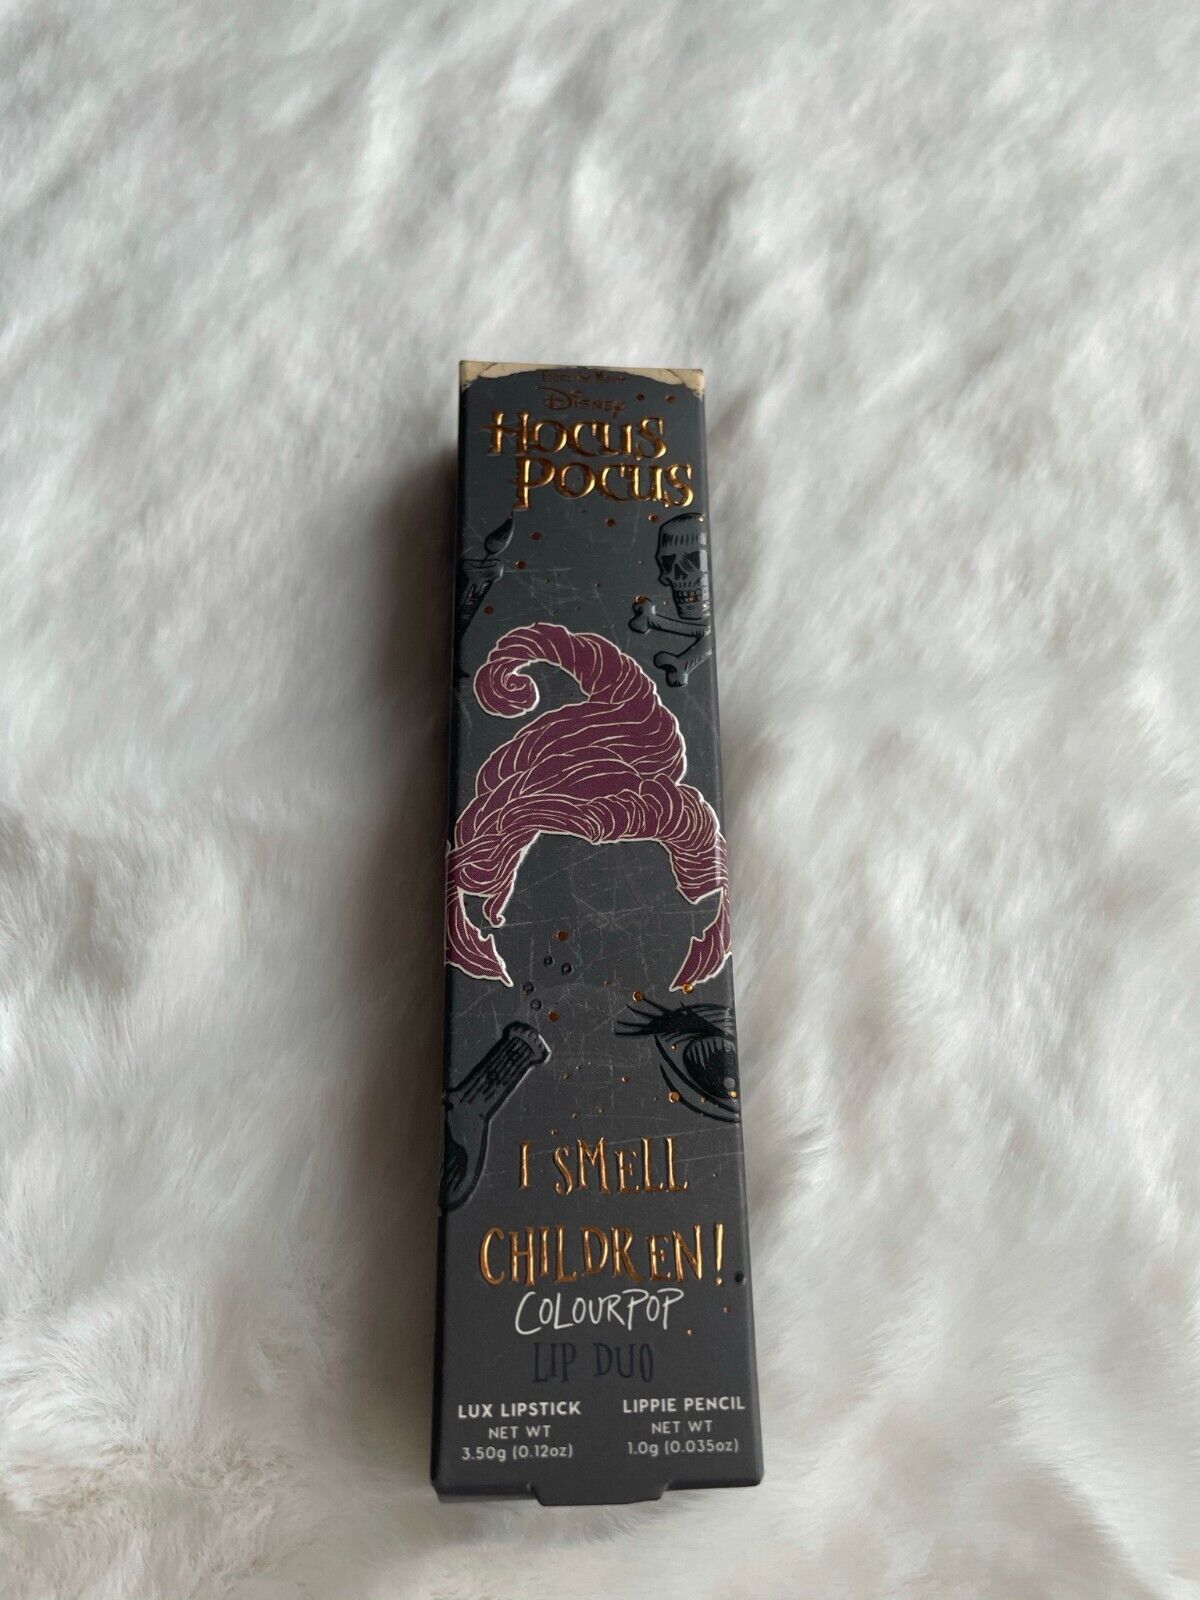 Disney
HOCUS
POCUS
I SMELL
CHILDREN!
COLOURPOP
LIP DUO
LUX LIPSTICK
NET WT
3.50g (0.12oz)
LIPPIE PENCIL
NET WT
1.0g (0.035oz)